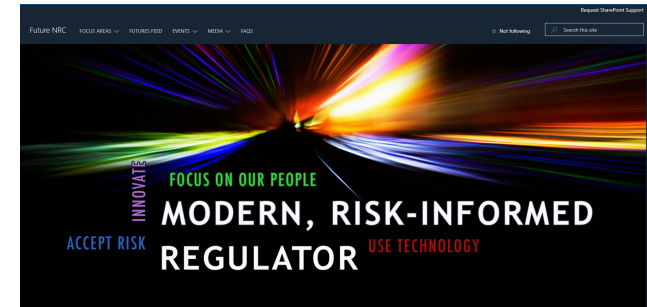 Request SharePoint Support
Future NRC FOCUS AREAS FUTURES FEED EVENTS MEDIA FAQS Not following Search this site
INNOVATE
FOCUS ON OUR PEOPLE
MODERN, RISK-INFORMED
ACCEPT RISK
REGULATOR USE TECHNOLOGY